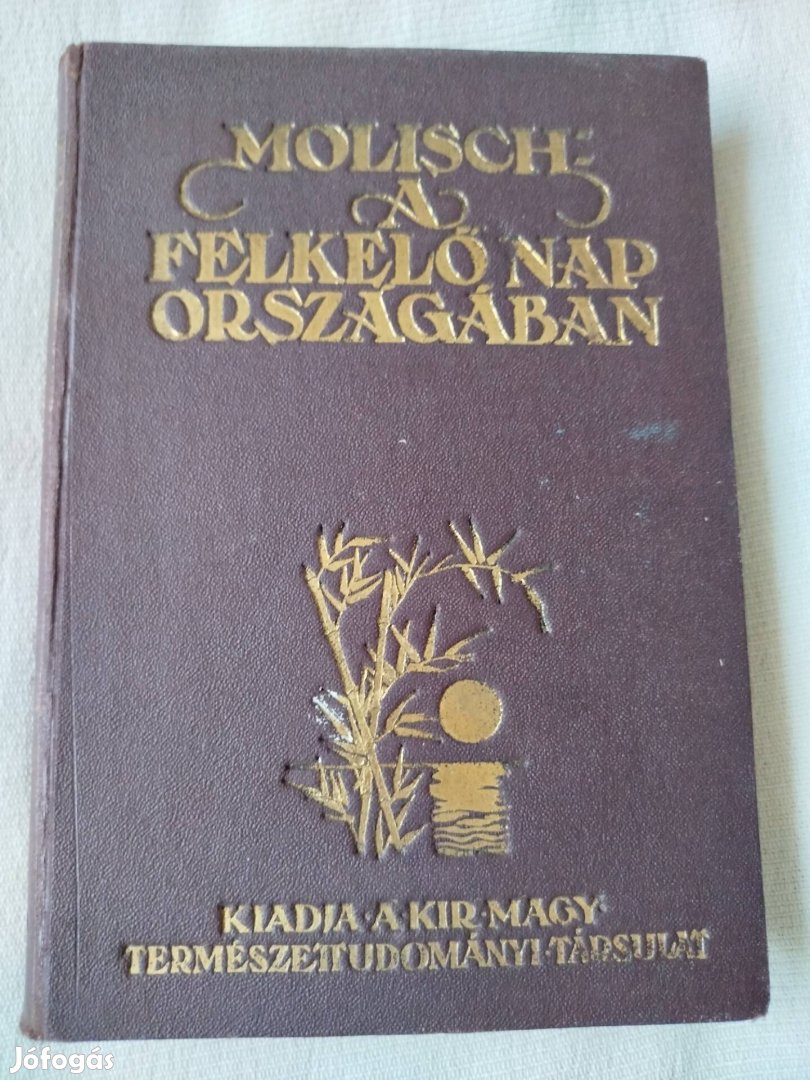 MOLISCH:
A
FELKELŐ NAP
ORSZÁGÁBAN
KIADJA·A·KIR·MAGY·
TERMÉSZETTUDOMÁNYI·TÁRSULAT
Jófogás